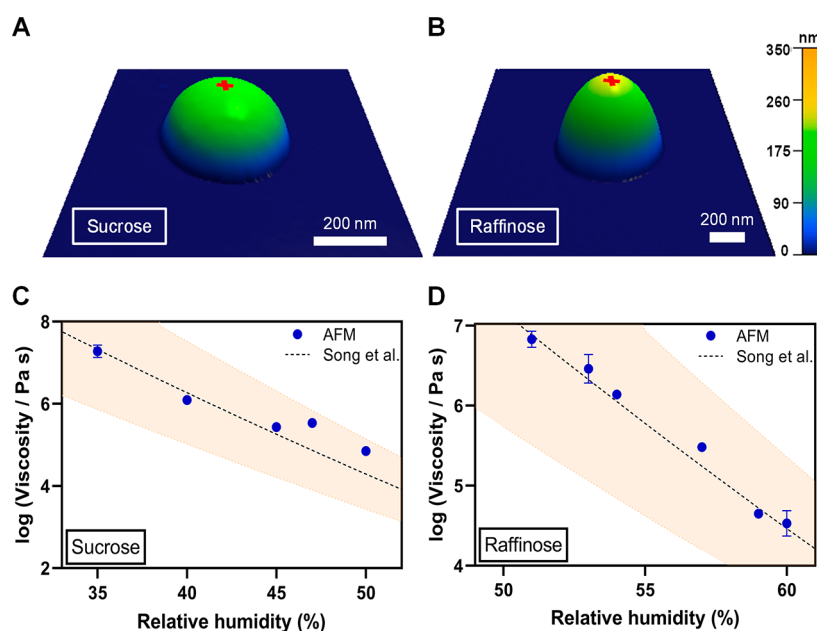 A
B
nm
350
260
175
90
0
Sucrose
200 nm
Raffinose
200 nm
C
D
8
6
4
2
log (Viscosity / Pa s)
AFM
Song et al.
Sucrose
35
40
45
50
Relative humidity (%)
7
6
5
4
log (Viscosity / Pa s)
AFM
Song et al.
Raffinose
50
55
60
Relative humidity (%)